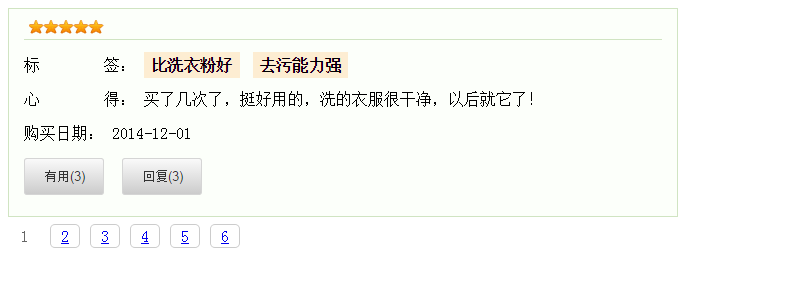 标 签： 比洗衣粉好 去污能力强
心 得： 买了几次了，挺好用的，洗的衣服很干净，以后就它了！
购买日期： 2014-12-01
有用(3) 回复(3)
1 2 3 4 5 6